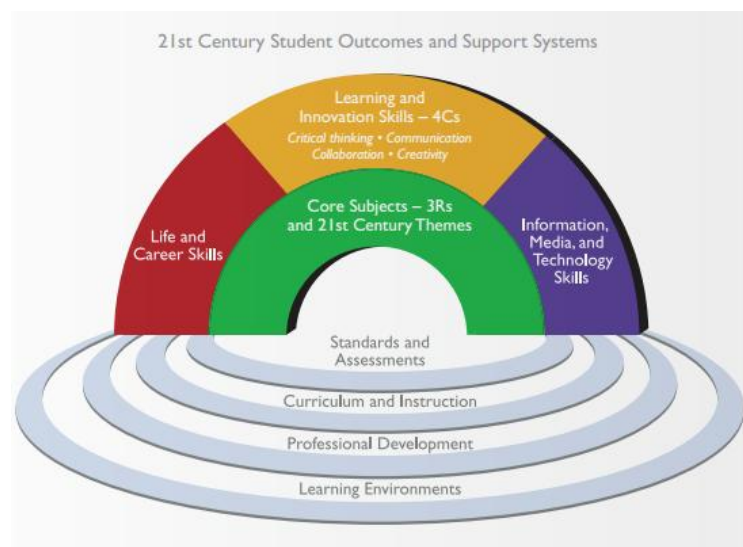 21st Century Student Outcomes and Support Systems
Learning and
Innovation Skills – 4Cs
Critical thinking • Communication
Collaboration • Creativity
Core Subjects – 3Rs
and 21st Century Themes
Life and
Career Skills
Information,
Media, and
Technology
Skills
Standards and
Assessments
Curriculum and Instruction
Professional Development
Learning Environments